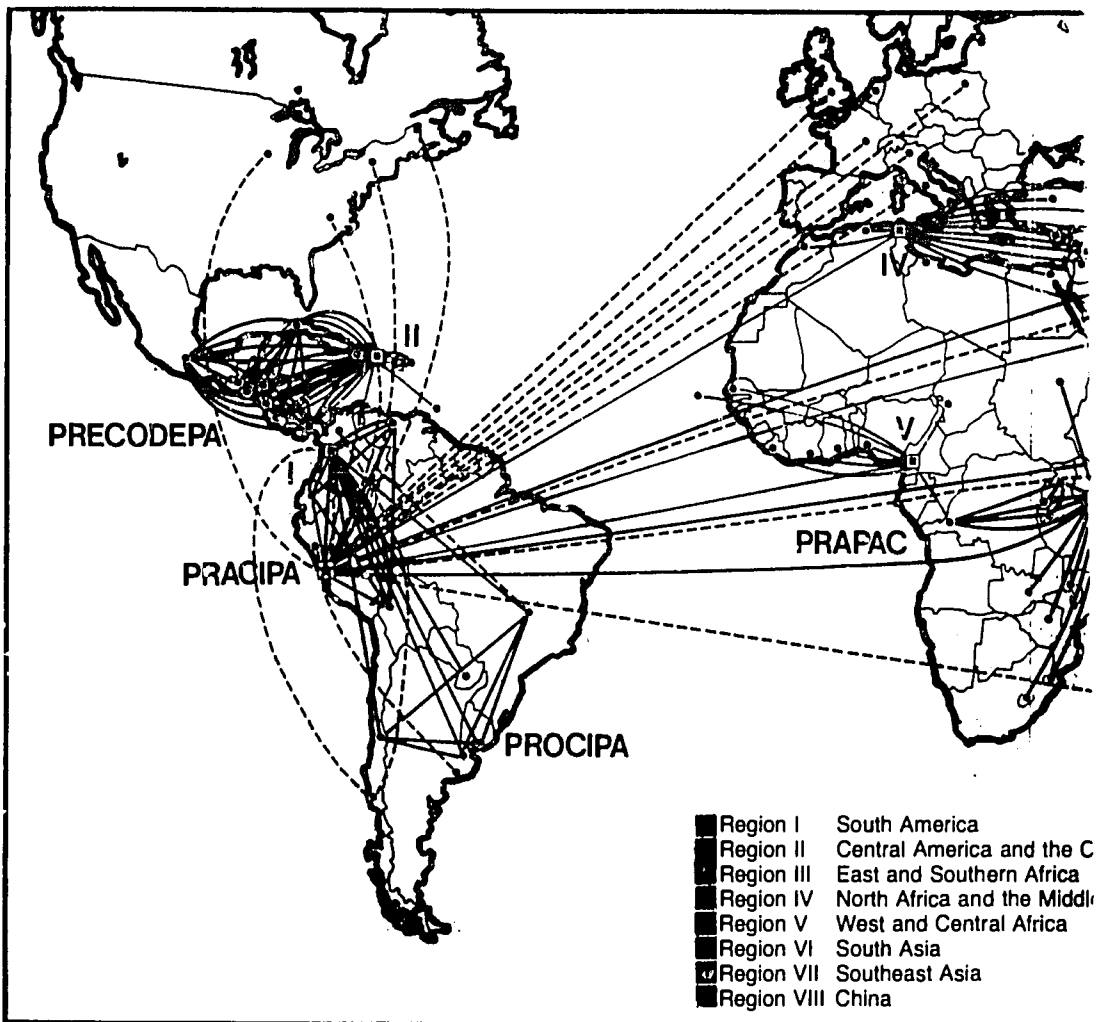 II
IV
PRECODEPA
V
I
PRAPAC
PRACIPA
PROCIPA
Region I South America
Region II Central America and the C
Region III East and Southern Africa
Region IV North Africa and the Middl
Region V West and Central Africa
Region VI South Asia
Region VII Southeast Asia
Region VIII China